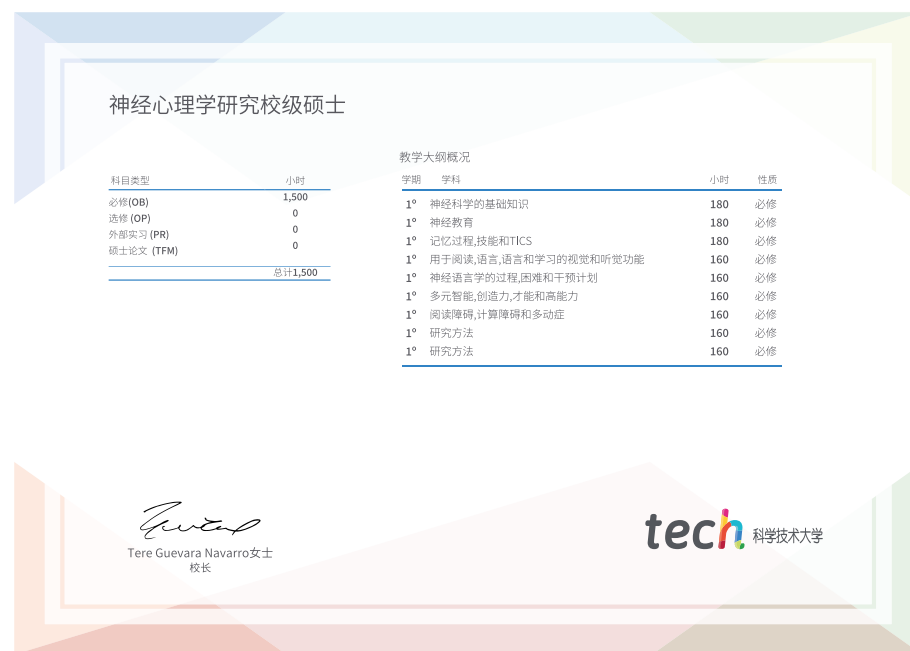 神经心理学研究校级硕士
科目类型 小时
必修(OB) 1,500
选修 (OP) 0
外部实习 (PR) 0
硕士论文 (TFM) 0
总计1,500
教学大纲概况
学期 学科 小时 性质
1º 神经科学的基础知识 180 必修
1º 神经教育 180 必修
1º 记忆过程,技能和TICS 180 必修
1º 用于阅读,语言,语言和学习的视觉和听觉功能 160 必修
1º 神经语言学的过程,困难和干预计划 160 必修
1º 多元智能,创造力,才能和高能力 160 必修
1º 阅读障碍,计算障碍和多动症 160 必修
1º 研究方法 160 必修
1º 研究方法 160 必修
Tere Guevara Navarro女士
校长
tech 科学技术大学